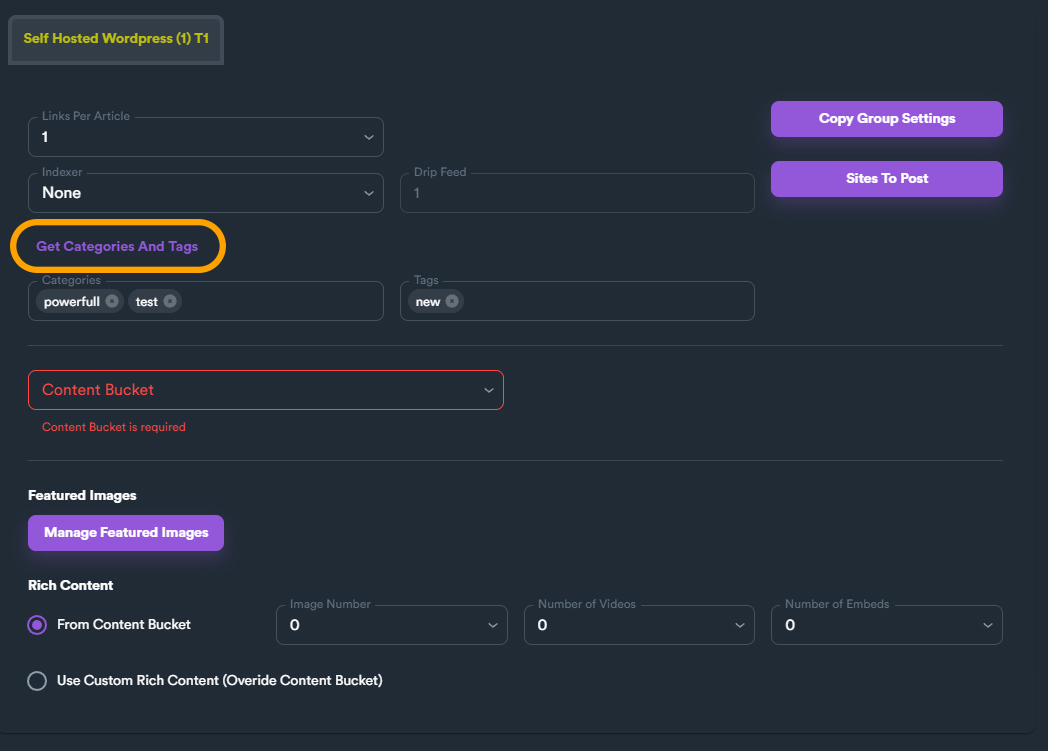 Self Hosted Wordpress (1) T1
Links Per Article
1
Copy Group Settings
Indexer
None
Drip Feed
1
Sites To Post
Get Categories And Tags
Categories
powerfull test
Tags
new
Content Bucket
Content Bucket is required
Featured Images
Manage Featured Images
Rich Content
From Content Bucket
Image Number
0
Number of Videos
0
Number of Embeds
0
Use Custom Rich Content (Overide Content Bucket)